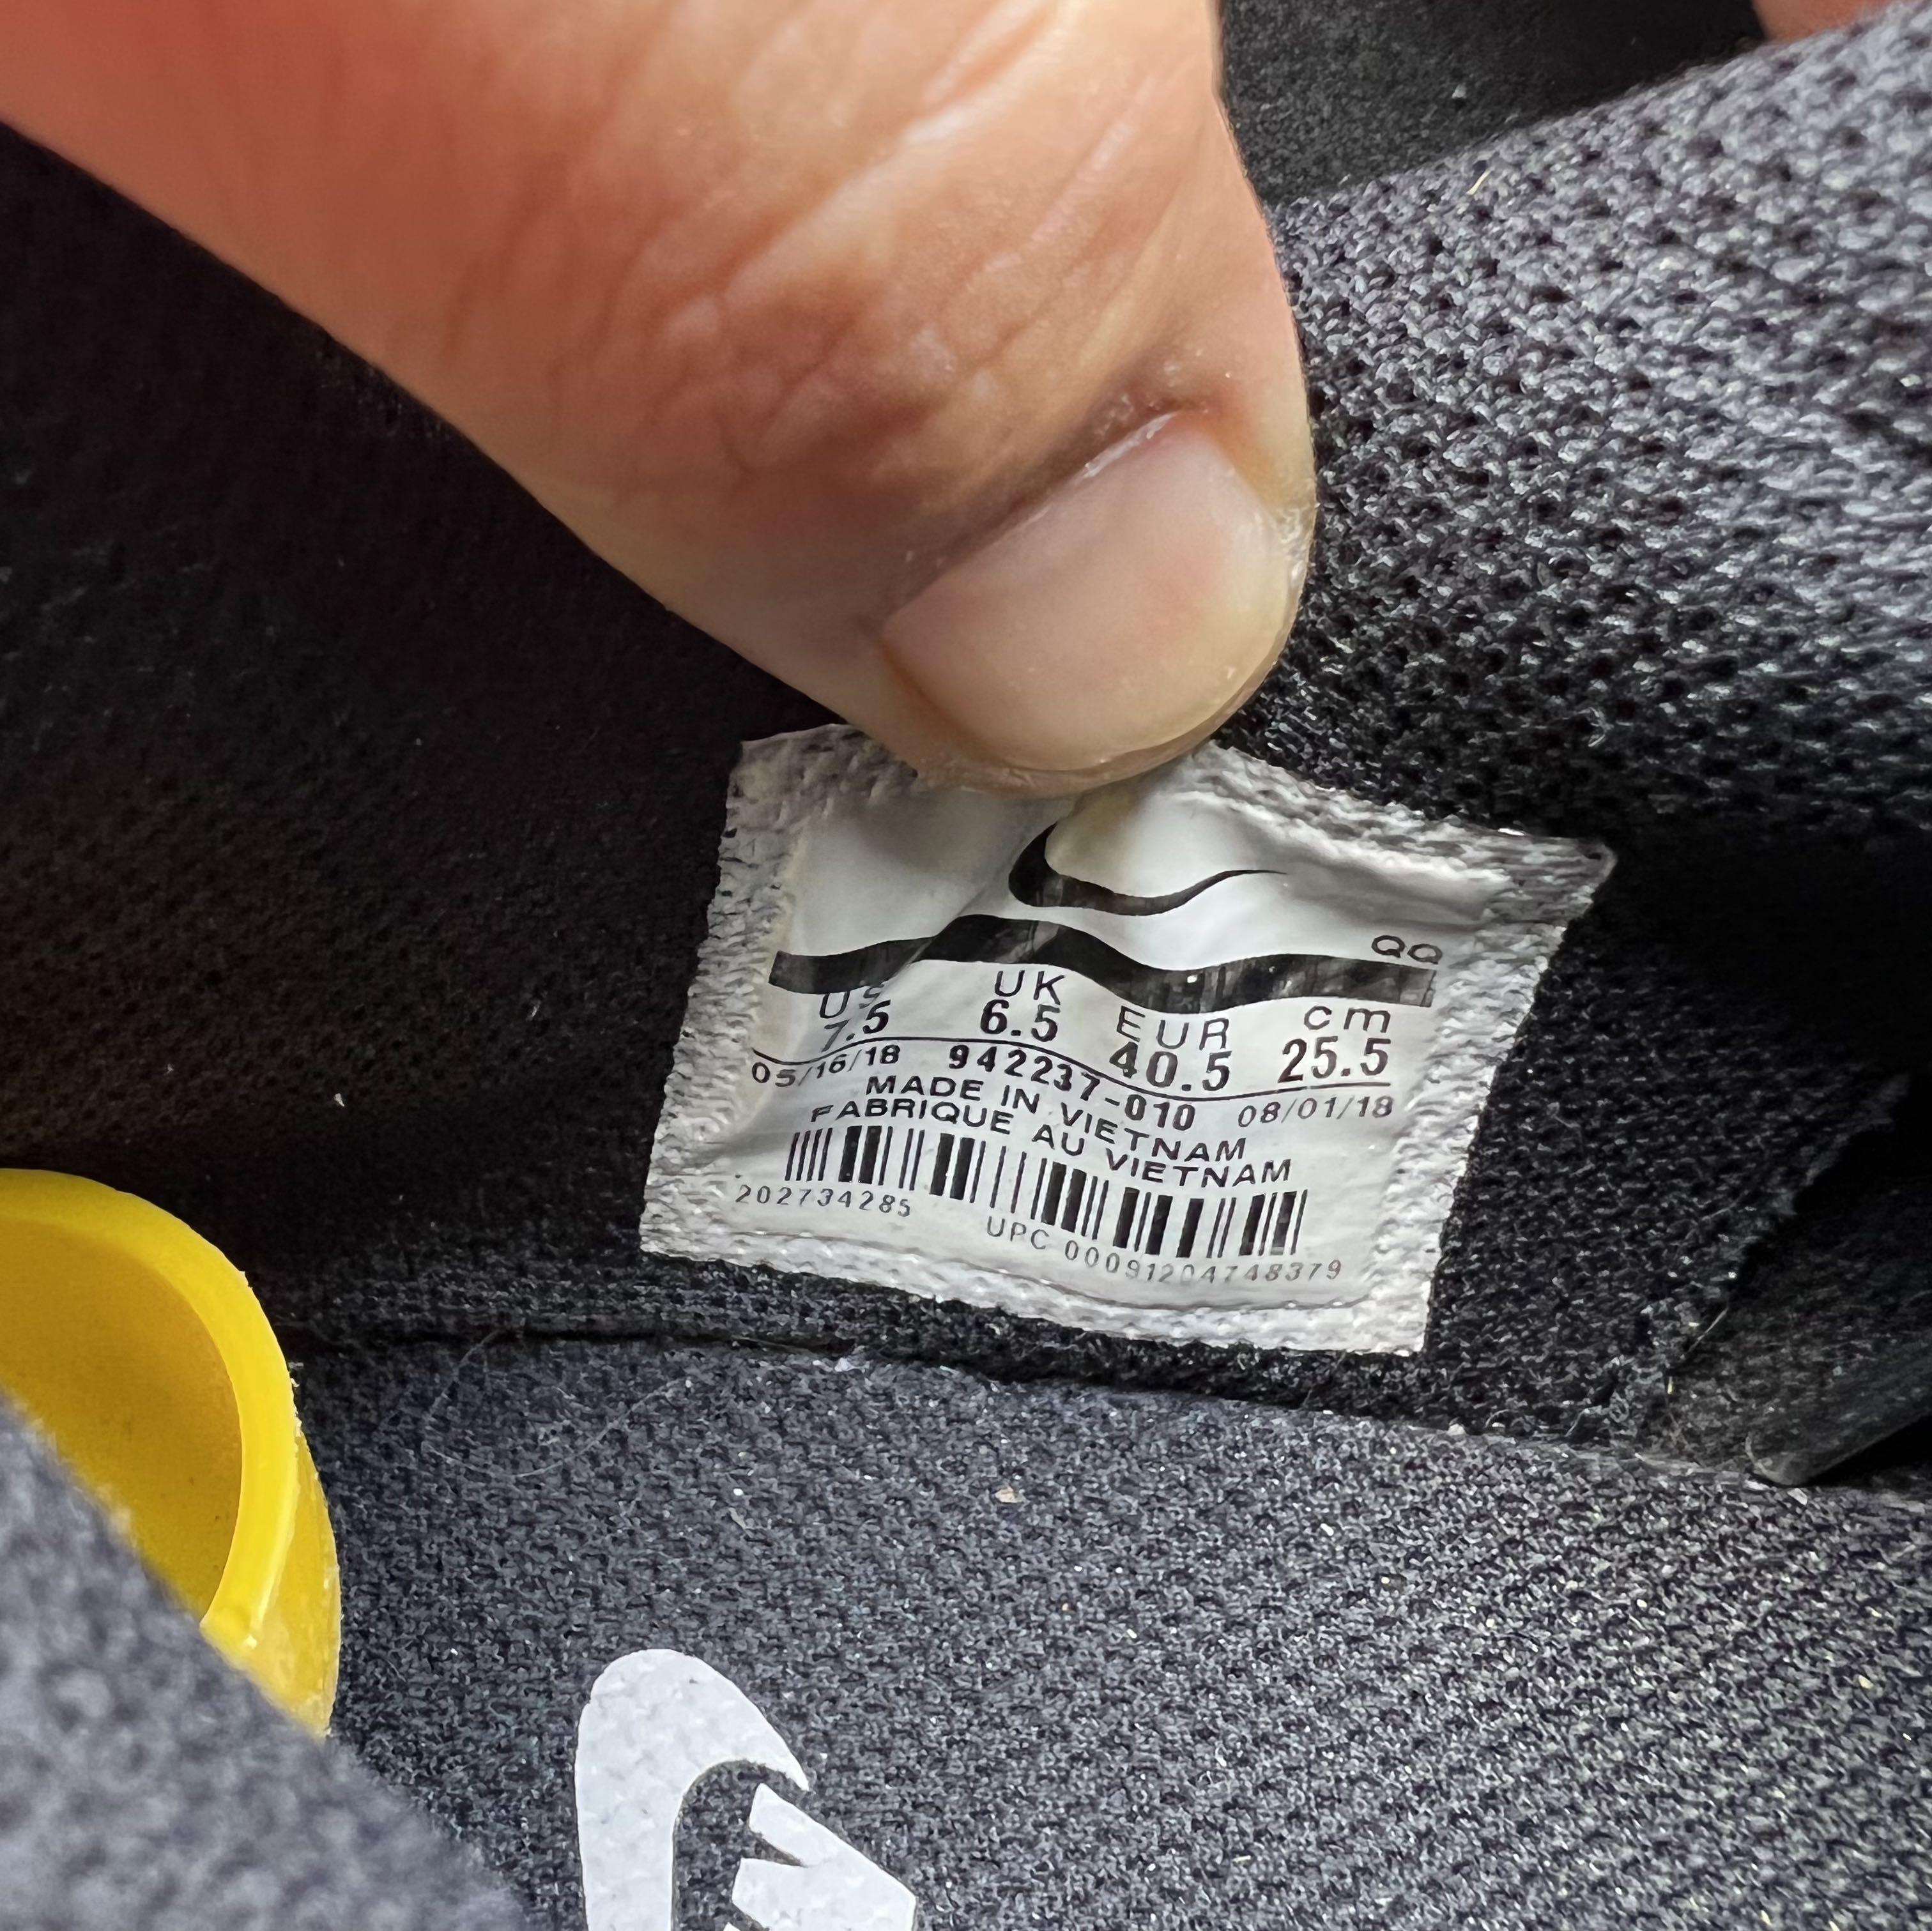 QQ
US UK EUR cm
7.5 6.5 40.5 25.5
05/16/18 942237-010 08/01/18
MADE IN VIETNAM
FABRIQUE AU VIETNAM
202734285 UPC 00091204748379